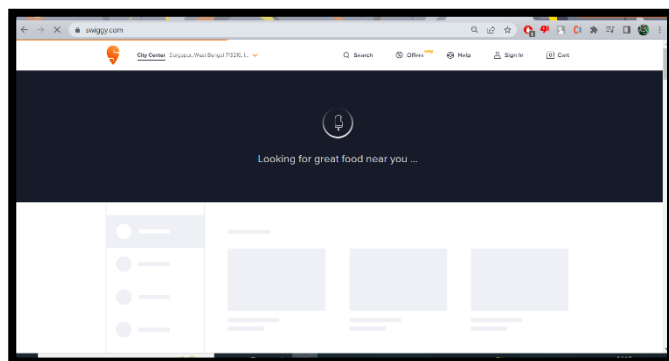 swiggy.com
City Center Durgapur, West Bengal 713216, I... Search Offers NEW Help Sign In Cart
Looking for great food near you ...